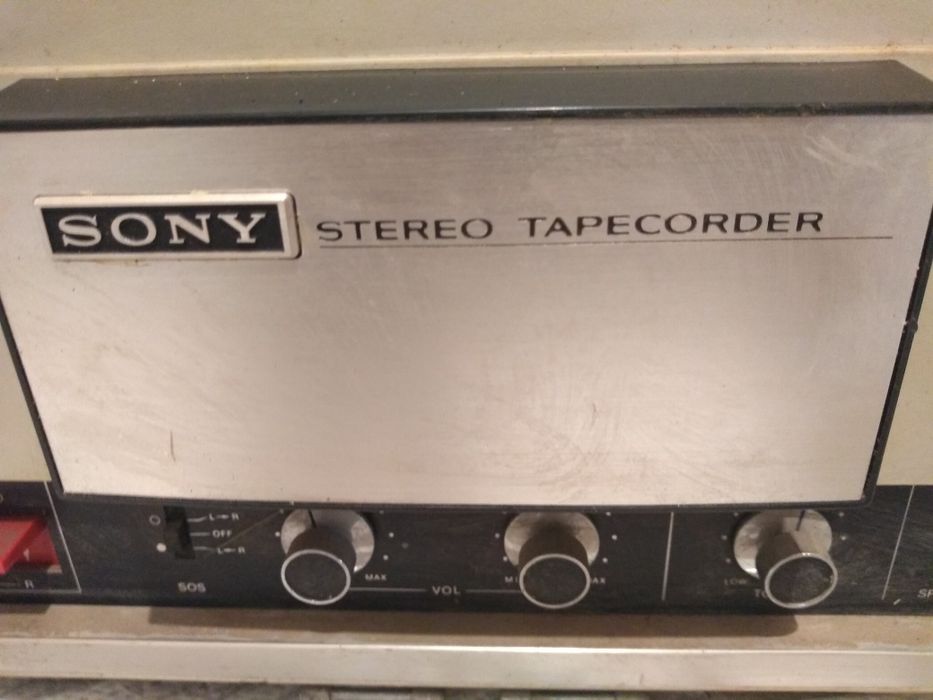 SONY
STEREO TAPECORDER
L R
OFF
L R
SOS
MAX
VOL
LOW
R